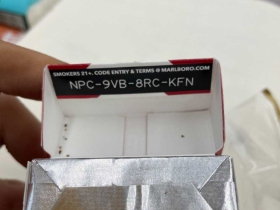 SMOKERS 21+. CODE ENTRY & TERMS @ MARLBORO.COM
NPC-9VB-8RC-KFN